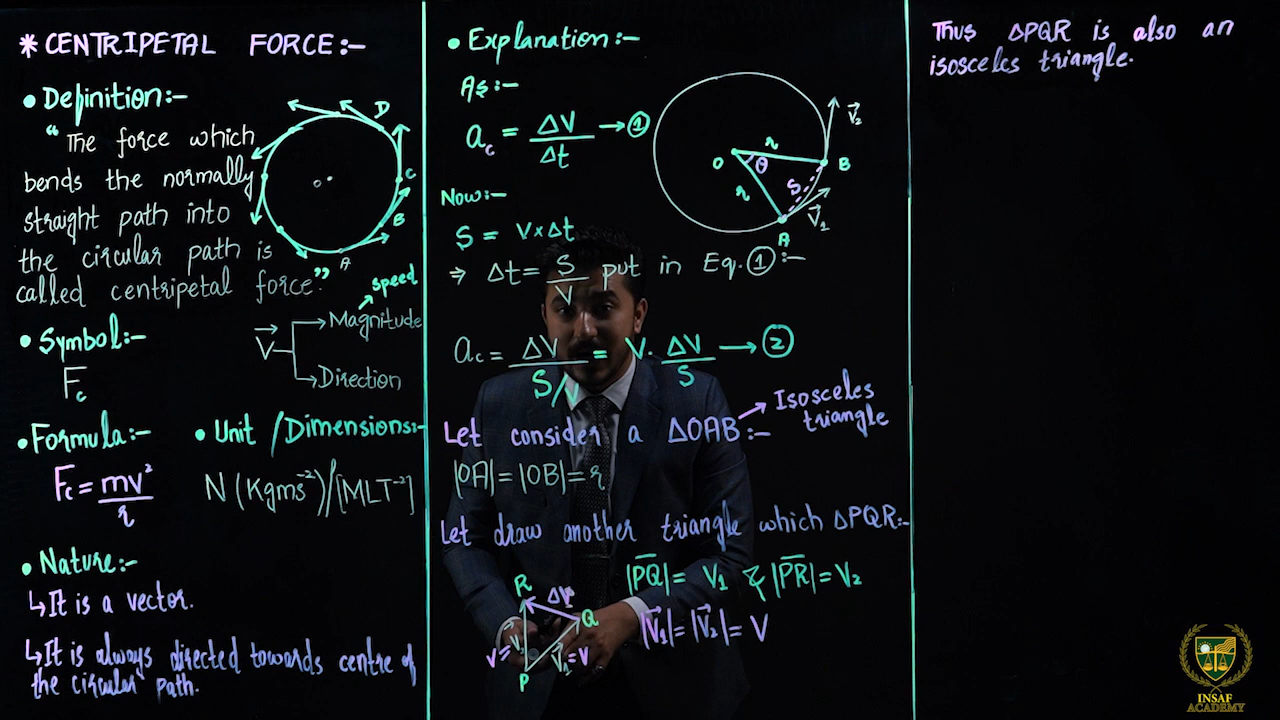 * CENTRIPETAL FORCE:-
• Definition:-
"The force which
bends the normally
straight path into
the circular path is
called centripetal force."
D
C
B
A
O
• Symbol:-
Fc
speed
Magnitude
V
Direction
• Formula:-
Fc = mv²/r
• Unit / Dimensions:-
N (Kgms⁻²)/[MLT⁻²]
• Nature:-
↳ It is a vector.
↳ It is always directed towards centre of
the circular path.
• Explanation:-
As:-
ac = ΔV/Δt → ①
Now:-
S = V×Δt
⇒ Δt = S/V put in Eq.①:-
ac = ΔV/S/V = V. ΔV/S → ②
V₂
r
O
θ
B
r
S
V₁
A
Let consider a ΔOAB:-
Isosceles
triangle
|OA|=|OB|=r
Let draw another triangle which ΔPQR:-
|PQ| = V₁ & |PR| = V₂
|V₁|=|V₂|= V
R
ΔV
Q
V=V₂
V₁=V
P
Thus ΔPQR is also an
isosceles triangle.
INSAF
ACADEMY